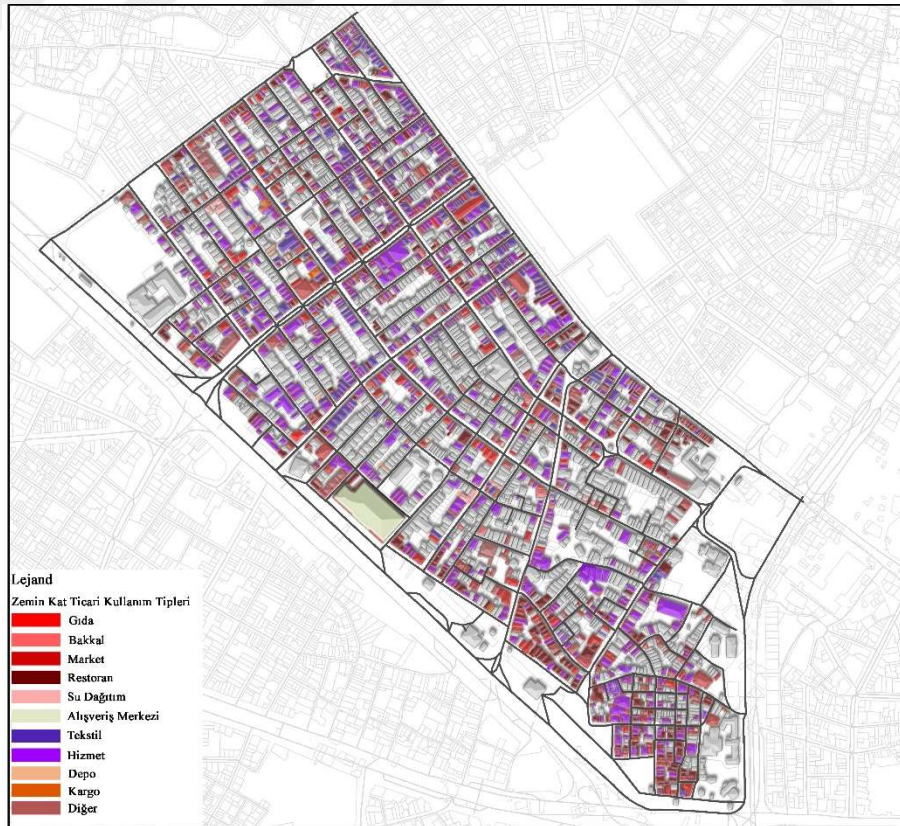 Lejand
Zemin Kat Ticari Kullanım Tipleri
Gıda
Bakkal
Market
Restoran
Su Dağıtım
Alışveriş Merkezi
Tekstil
Hizmet
Depo
Kargo
Diğer